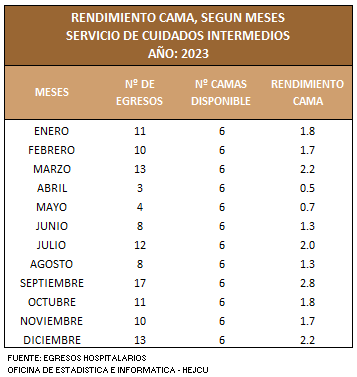 RENDIMIENTO CAMA, SEGUN MESES
SERVICIO DE CUIDADOS INTERMEDIOS
AÑO: 2023
MESES Nº DE EGRESOS Nº CAMAS DISPONIBLE RENDIMIENTO CAMA
ENERO 11 6 1.8
FEBRERO 10 6 1.7
MARZO 13 6 2.2
ABRIL 3 6 0.5
MAYO 4 6 0.7
JUNIO 8 6 1.3
JULIO 12 6 2.0
AGOSTO 8 6 1.3
SEPTIEMBRE 17 6 2.8
OCTUBRE 11 6 1.8
NOVIEMBRE 10 6 1.7
DICIEMBRE 13 6 2.2
FUENTE: EGRESOS HOSPITALARIOS
OFICINA DE ESTADISTICA E INFORMATICA - HEJCU